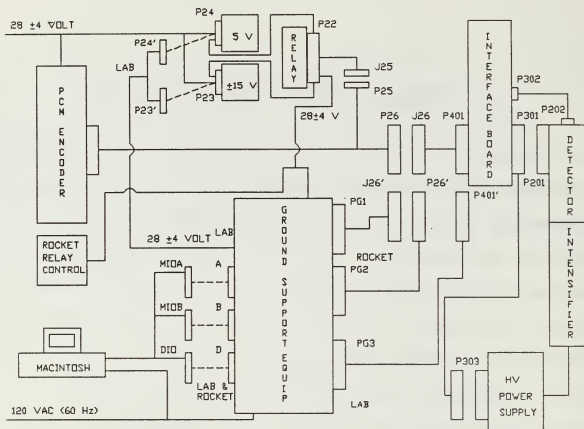 28 ±4 VOLT
P24
P24'
5 V
P22
RELAY
J25
P25
LAB
P23
P23'
±15 V
28±4 V
PCM ENCODER
INTERFACE BOARD
P302
P26
J26
P401
P301
P202
P201
DETECTOR
J26'
P26'
P401'
ROCKET RELAY CONTROL
28 ±4 VOLT
LAB
GROUND SUPPORT EQUIP
PG1
ROCKET
PG2
PG3
INTENSIFIER
MIOA
A
MIOB
B
DIO
D
MACINTOSH
LAB & ROCKET
LAB
P303
HV POWER SUPPLY
120 VAC (60 Hz)